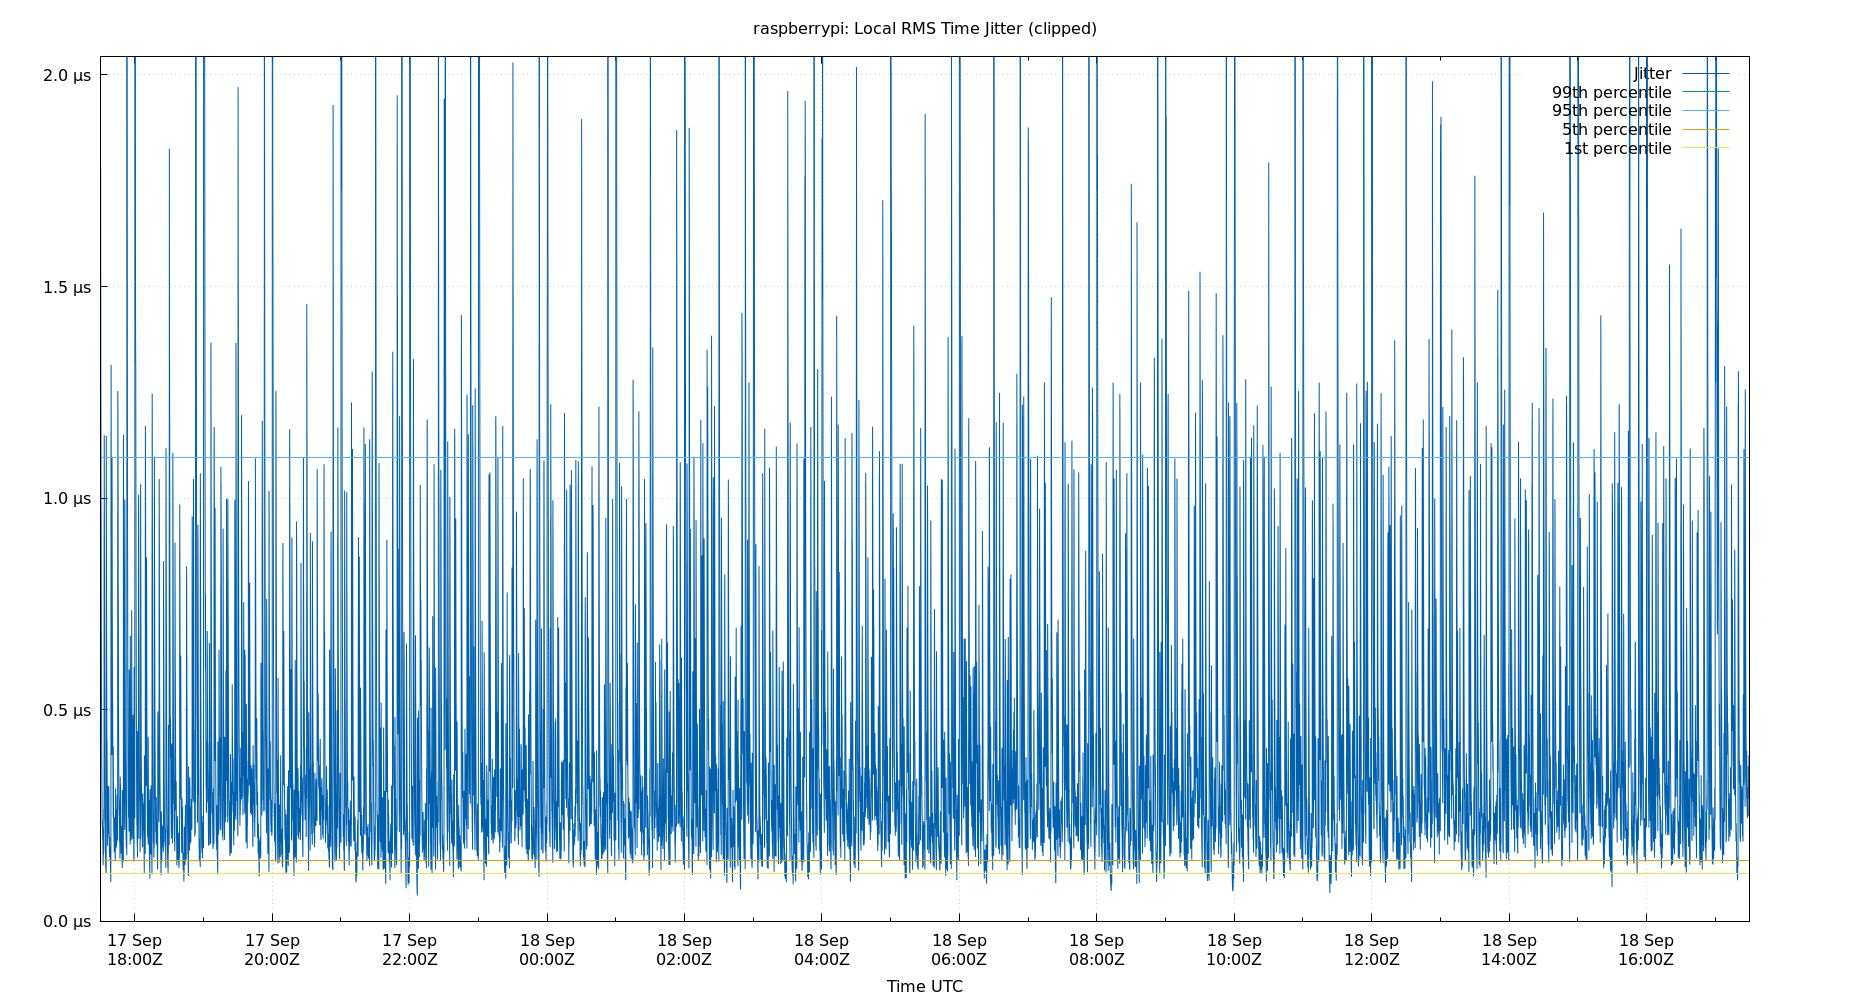 raspberrypi: Local RMS Time Jitter (clipped)
2.0 µs
1.5 µs
1.0 µs
0.5 µs
0.0 µs
Jitter
99th percentile
95th percentile
5th percentile
1st percentile
17 Sep 17 Sep 17 Sep 18 Sep 18 Sep 18 Sep 18 Sep 18 Sep 18 Sep 18 Sep 18 Sep 18 Sep
18:00Z 20:00Z 22:00Z 00:00Z 02:00Z 04:00Z 06:00Z 08:00Z 10:00Z 12:00Z 14:00Z 16:00Z
Time UTC